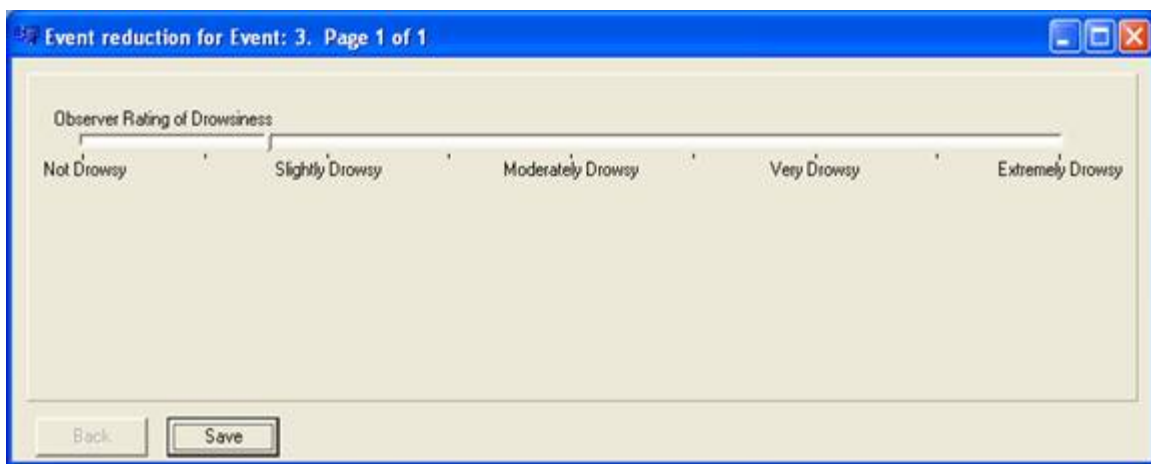 Event reduction for Event: 3. Page 1 of 1
Observer Rating of Drowsiness
Not Drowsy Slightly Drowsy Moderately Drowsy Very Drowsy Extremely Drowsy
Back Save